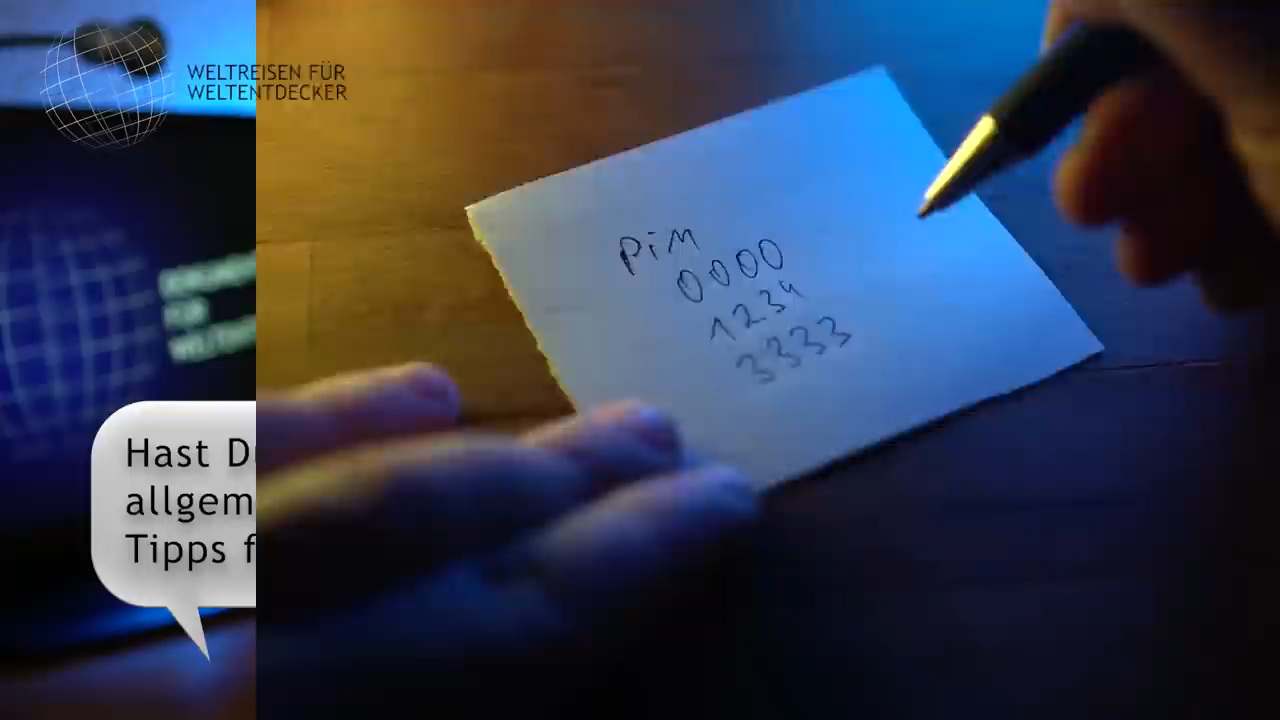 WELTREISEN FÜR
WELTENTDECKER
PiM
0000
1234
3333
Hast D
allgem
Tipps f